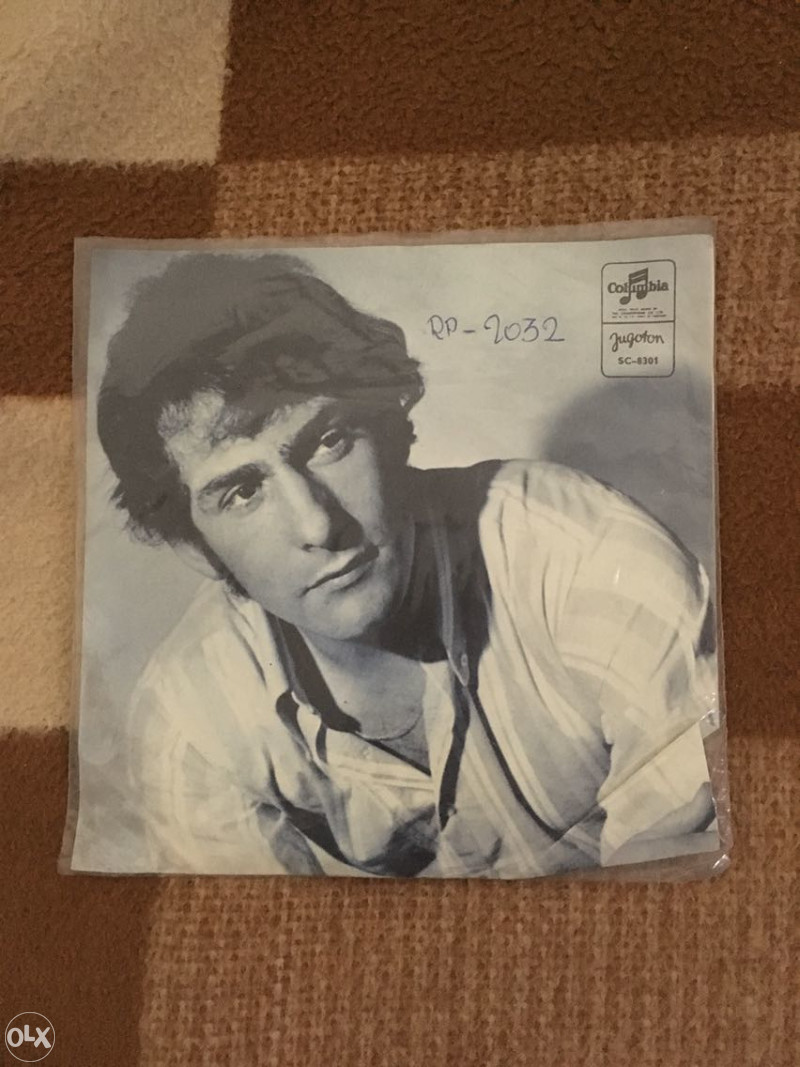 RP-2032
Columbia
Jugoton
SC-8301
OLX